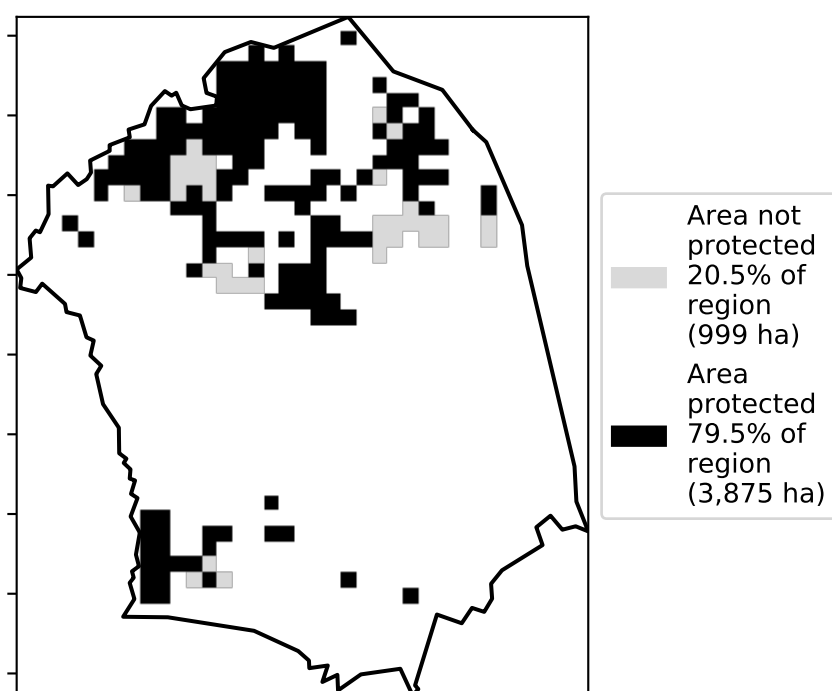 Area not
protected
20.5% of
region
(999 ha)
Area
protected
79.5% of
region
(3,875 ha)